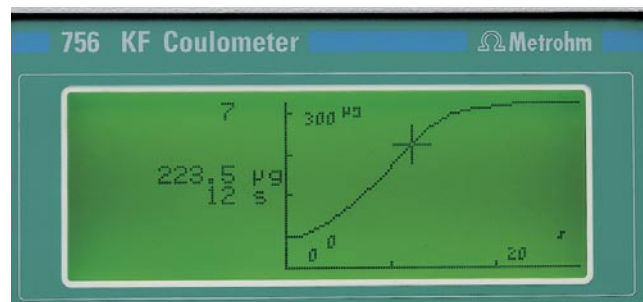 756 KF Coulometer
Ω Metrohm
7
300 µg
223.5 µg
12 s
0
0
20
s